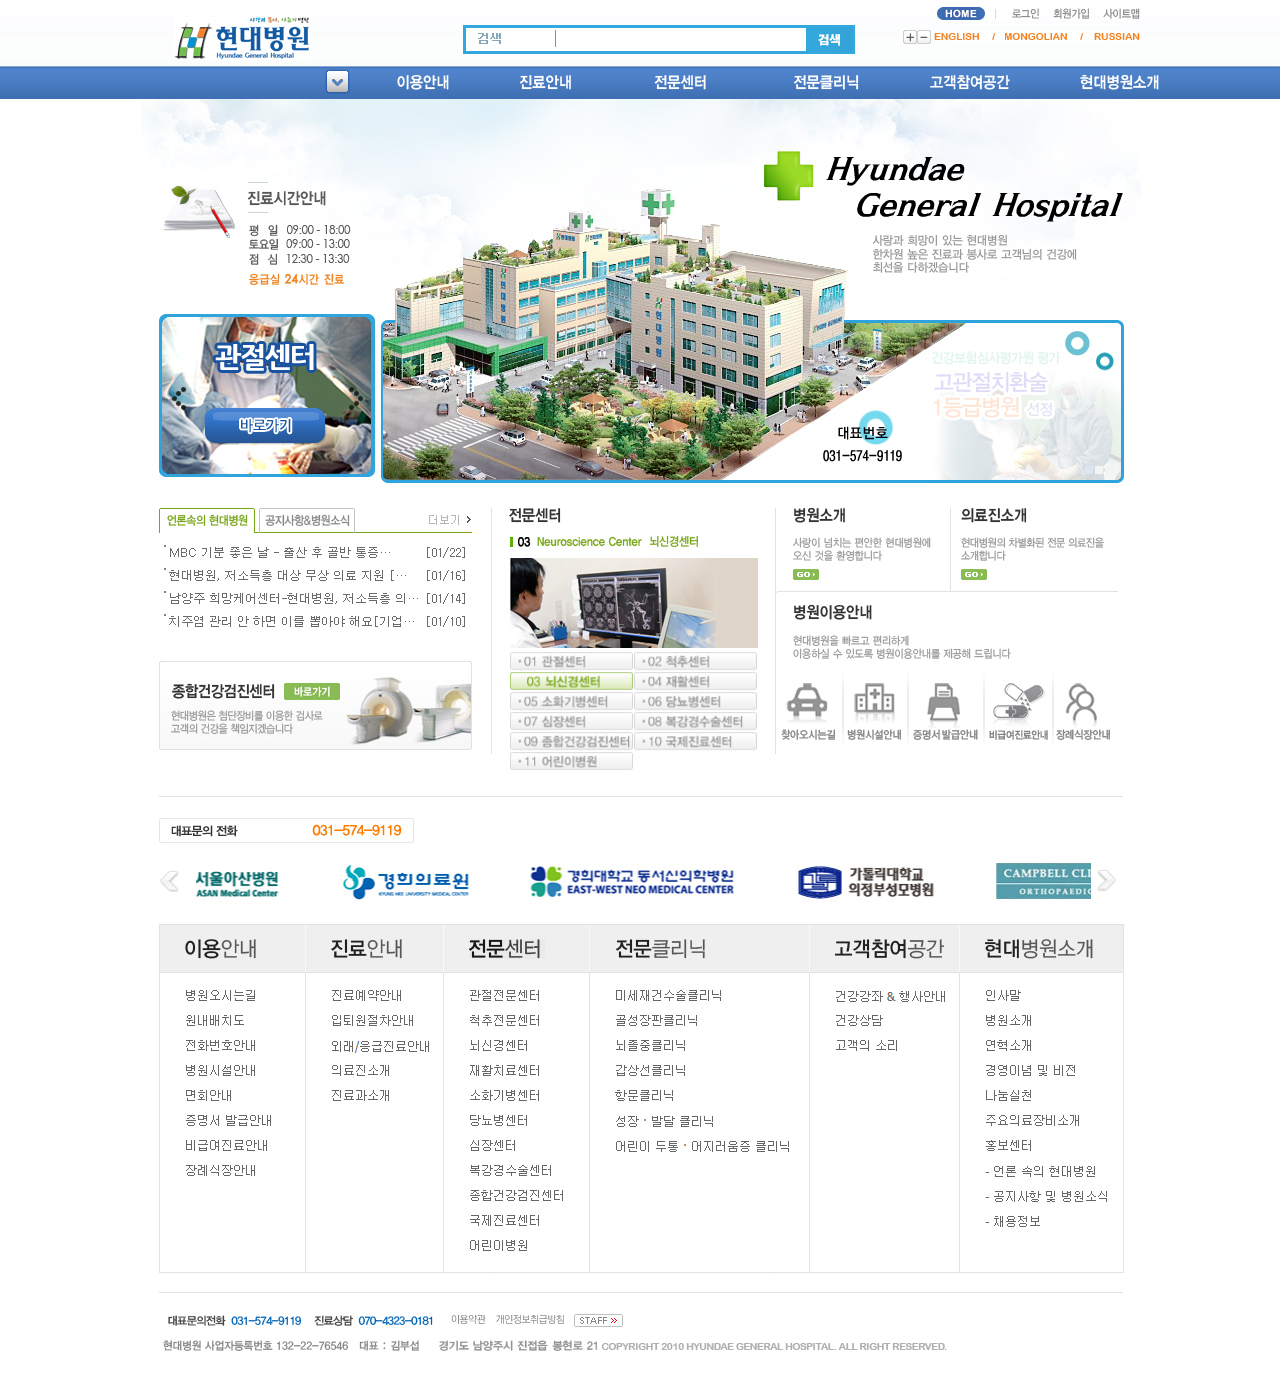 HOME 로그인 회원가입 사이트맵
사랑과 봉사, 나눔의 병원
현대병원
Hyundae General Hospital
검색 검색
ENGLISH / MONGOLIAN / RUSSIAN
이용안내 진료안내 전문센터 전문클리닉 고객참여공간 현대병원소개
Hyundae
General Hospital
사랑과 희망이 있는 현대병원
한차원 높은 진료과 봉사로 고객님의 건강에
최선을 다하겠습니다
진료시간안내
평 일 09:00 - 18:00
토요일 09:00 - 13:00
점 심 12:30 - 13:30
응급실 24시간 진료
관절센터
바로가기
현대병원
건강보험심사평가원 평가
고관절치환술
1등급병원 선정
대표번호
031-574-9119
언론속의 현대병원 공지사항&병원소식 더보기
MBC 기분 좋은 날 - 출산 후 골반 통증… [01/22]
현대병원, 저소득층 대상 무상 의료 지원 [… [01/16]
남양주 희망케어센터-현대병원, 저소득층 의… [01/14]
치주염 관리 안 하면 이를 뽑아야 해요[기업… [01/10]
종합건강검진센터 바로가기
현대병원은 첨단장비를 이용한 검사로
고객의 건강을 책임지겠습니다
전문센터
03 Neuroscience Center 뇌신경센터
01 관절센터 02 척추센터
03 뇌신경센터 04 재활센터
05 소화기병센터 06 당뇨병센터
07 심장센터 08 복강경수술센터
09 종합건강검진센터 10 국제진료센터
11 어린이병원
병원소개
사랑이 넘치는 편안한 현대병원에
오신 것을 환영합니다
GO
의료진소개
현대병원의 차별화된 전문 의료진을
소개합니다
GO
병원이용안내
현대병원을 빠르고 편리하게
이용하실 수 있도록 병원이용안내를 제공해 드립니다
찾아오시는길 병원시설안내 증명서 발급안내 비급여진료안내 장례식장안내
대표문의 전화 031-574-9119
서울아산병원
ASAN Medical Center
경희의료원
KYUNG HEE UNIVERSITY MEDICAL CENTER
경희대학교 동서신의학병원
EAST-WEST NEO MEDICAL CENTER
가톨릭대학교
의정부성모병원
CAMPBELL CLI
ORTHOPAEDIC
이용안내
병원오시는길
원내배치도
전화번호안내
병원시설안내
면회안내
증명서 발급안내
비급여진료안내
장례식장안내
진료안내
진료예약안내
입퇴원절차안내
외래/응급진료안내
의료진소개
진료과소개
전문센터
관절전문센터
척추전문센터
뇌신경센터
재활치료센터
소화기병센터
당뇨병센터
심장센터
복강경수술센터
종합건강검진센터
국제진료센터
어린이병원
전문클리닉
미세재건수술클리닉
골성장판클리닉
뇌졸중클리닉
갑상선클리닉
항문클리닉
성장 · 발달 클리닉
어린이 두통 · 어지러움증 클리닉
고객참여공간
건강강좌 & 행사안내
건강상담
고객의 소리
현대병원소개
인사말
병원소개
연혁소개
경영이념 및 비전
나눔실천
주요의료장비소개
홍보센터
- 언론 속의 현대병원
- 공지사항 및 병원소식
- 채용정보
대표문의전화 031-574-9119 진료상담 070-4323-0181 이용약관 개인정보취급방침 STAFF
현대병원 사업자등록번호 132-22-76546 대표 : 김부섭 경기도 남양주시 진접읍 봉현로 21 COPYRIGHT 2010 HYUNDAE GENERAL HOSPITAL. ALL RIGHT RESERVED.